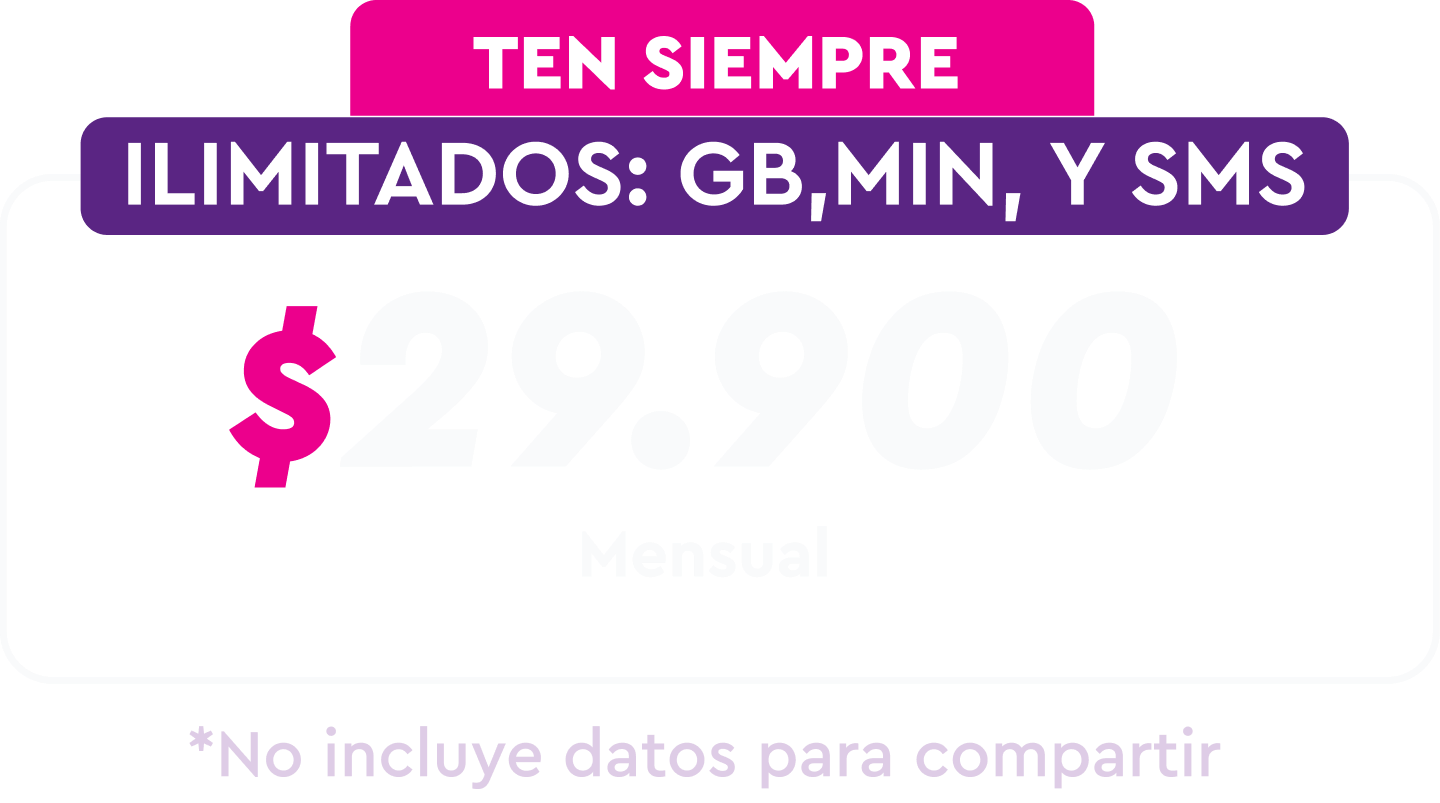 TEN SIEMPRE
ILIMITADOS: GB,MIN, Y SMS
$29.900
Mensual
*No incluye datos para compartir